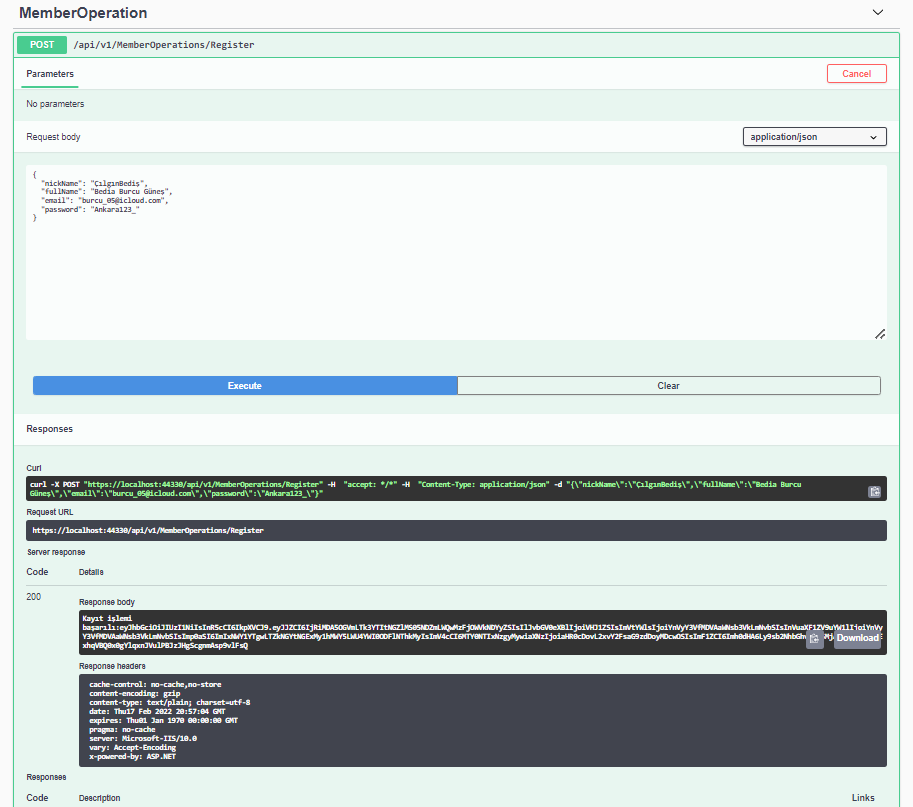 MemberOperation
POST /api/v1/MemberOperations/Register
Parameters
Cancel
No parameters
Request body
application/json
{
"nickName": "ÇılgınBediş",
"fullName": "Bedia Burcu Güneş",
"email": "burcu_05@icloud.com",
"password": "Ankara123_"
}
Execute
Clear
Responses
Curl
curl -X POST "https://localhost:44330/api/v1/MemberOperations/Register" -H "accept: */*" -H "Content-Type: application/json" -d "{\"nickName\":\"ÇılgınBediş\",\"fullName\":\"Bedia Burcu
Güneş\",\"email\":\"burcu_05@icloud.com\",\"password\":\"Ankara123_\"}"
Request URL
https://localhost:44330/api/v1/MemberOperations/Register
Server response
Code Details
200
Response body
Kayıt işlemi
Download
Response headers
cache-control: no-cache,no-store
content-encoding: gzip
content-type: text/plain; charset=utf-8
date: Thu17 Feb 2022 20:57:04 GMT
expires: Thu01 Jan 1970 00:00:00 GMT
pragma: no-cache
server: Microsoft-IIS/10.0
vary: Accept-Encoding
x-powered-by: ASP.NET
Responses
Code Description Links